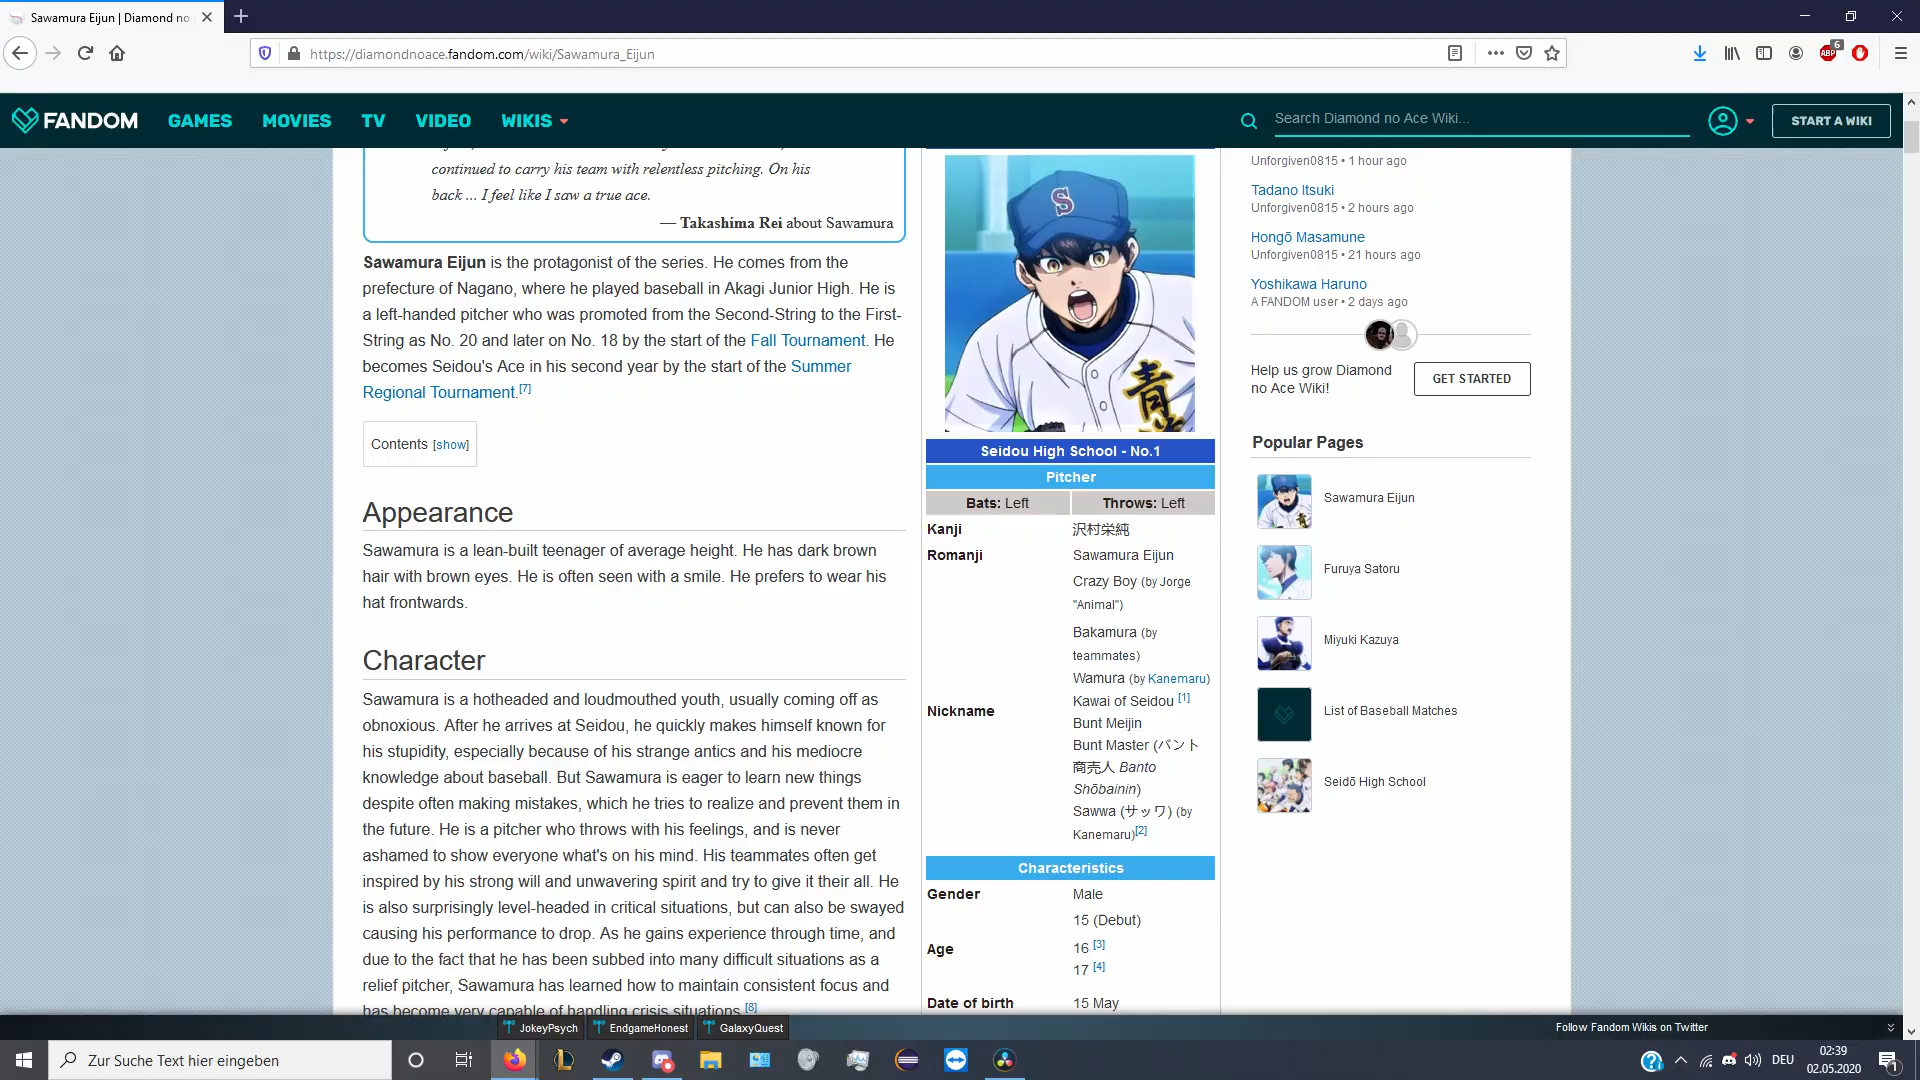 Sawamura Eijun | Diamond no
https://diamondnoace.fandom.com/wiki/Sawamura_Eijun
ABP
6
FANDOM
GAMES
MOVIES
TV
VIDEO
WIKIS
Search Diamond no Ace Wiki...
START A WIKI
continued to carry his team with relentless pitching. On his
back ... I feel like I saw a true ace.
— Takashima Rei about Sawamura
Sawamura Eijun is the protagonist of the series. He comes from the
prefecture of Nagano, where he played baseball in Akagi Junior High. He is
a left-handed pitcher who was promoted from the Second-String to the First-
String as No. 20 and later on No. 18 by the start of the Fall Tournament. He
becomes Seidou's Ace in his second year by the start of the Summer
Regional Tournament.[7]
Contents [show]
Appearance
Sawamura is a lean-built teenager of average height. He has dark brown
hair with brown eyes. He is often seen with a smile. He prefers to wear his
hat frontwards.
Character
Sawamura is a hotheaded and loudmouthed youth, usually coming off as
obnoxious. After he arrives at Seidou, he quickly makes himself known for
his stupidity, especially because of his strange antics and his mediocre
knowledge about baseball. But Sawamura is eager to learn new things
despite often making mistakes, which he tries to realize and prevent them in
the future. He is a pitcher who throws with his feelings, and is never
ashamed to show everyone what's on his mind. His teammates often get
inspired by his strong will and unwavering spirit and try to give it their all. He
is also surprisingly level-headed in critical situations, but can also be swayed
causing his performance to drop. As he gains experience through time, and
due to the fact that he has been subbed into many difficult situations as a
relief pitcher, Sawamura has learned how to maintain consistent focus and
has become very capable of handling crisis situations.[8]
S
青
Seidou High School - No.1
Pitcher
Bats: Left
Throws: Left
Kanji
沢村栄純
Romanji
Sawamura Eijun
Nickname
Crazy Boy (by Jorge
"Animal")
Bakamura (by
teammates)
Wamura (by Kanemaru)
Kawai of Seidou [1]
Bunt Meijin
Bunt Master (バント
商売人 Banto
Shōbainin)
Sawwa (サッワ) (by
Kanemaru)[2]
Characteristics
Gender
Male
Age
15 (Debut)
16 [3]
17 [4]
Date of birth
15 May
Unforgiven0815 • 1 hour ago
Tadano Itsuki
Unforgiven0815 • 2 hours ago
Hongō Masamune
Unforgiven0815 • 21 hours ago
Yoshikawa Haruno
A FANDOM user • 2 days ago
Help us grow Diamond
no Ace Wiki!
GET STARTED
Popular Pages
Sawamura Eijun
Furuya Satoru
Miyuki Kazuya
List of Baseball Matches
Seidō High School
JokeyPsych
EndgameHonest
GalaxyQuest
Follow Fandom Wikis on Twitter
Zur Suche Text hier eingeben
DEU
02:39
02.05.2020
1